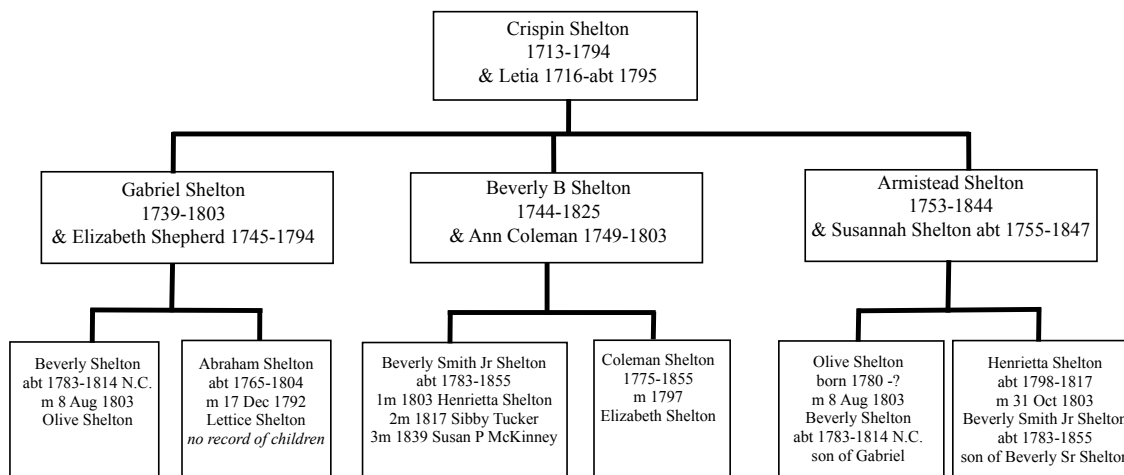 Crispin Shelton
1713-1794
& Letia 1716-abt 1795
Gabriel Shelton
1739-1803
& Elizabeth Shepherd 1745-1794
Beverly B Shelton
1744-1825
& Ann Coleman 1749-1803
Armistead Shelton
1753-1844
& Susannah Shelton abt 1755-1847
Beverly Shelton
abt 1783-1814 N.C.
m 8 Aug 1803
Olive Shelton
Abraham Shelton
abt 1765-1804
m 17 Dec 1792
Lettice Shelton
no record of children
Beverly Smith Jr Shelton
abt 1783-1855
1m 1803 Henrietta Shelton
2m 1817 Sibby Tucker
3m 1839 Susan P McKinney
Coleman Shelton
1775-1855
m 1797
Elizabeth Shelton
Olive Shelton
born 1780 -?
m 8 Aug 1803
Beverly Shelton
abt 1783-1814 N.C.
son of Gabriel
Henrietta Shelton
abt 1798-1817
m 31 Oct 1803
Beverly Smith Jr Shelton
abt 1783-1855
son of Beverly Sr Shelton